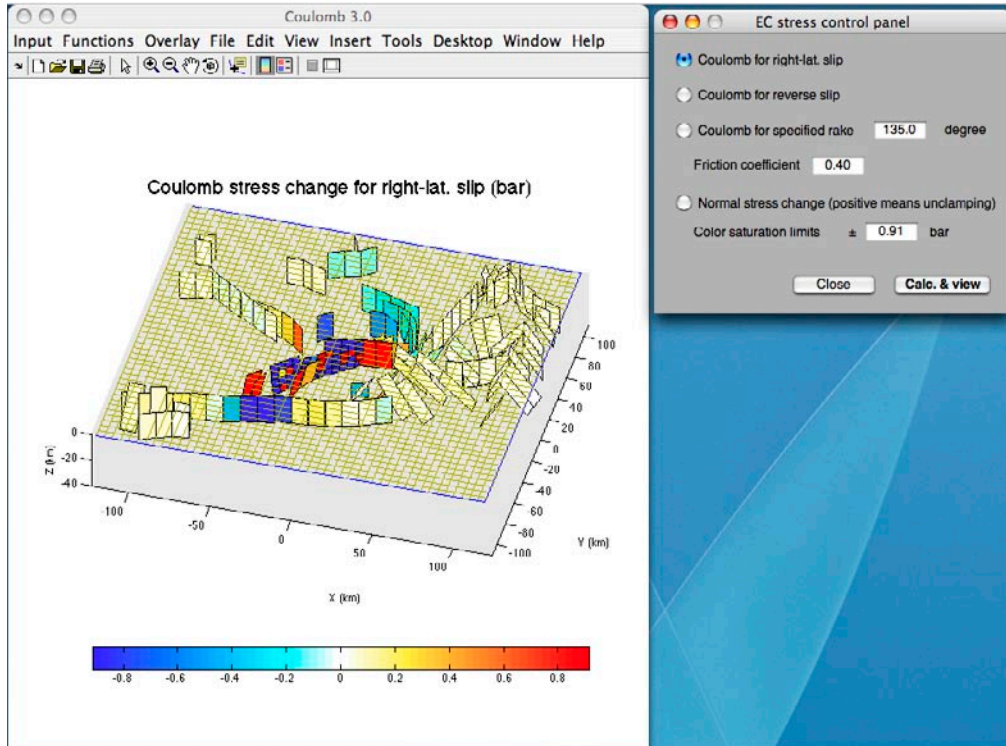 Coulomb 3.0
Input Functions Overlay File Edit View Insert Tools Desktop Window Help
Coulomb stress change for right-lat. slip (bar)
0
-20
-40
Z (km)
-100
-50
0
50
100
X (km)
100
80
60
40
20
0
-20
-40
-60
-80
-100
Y (km)
-0.8 -0.6 -0.4 -0.2 0 0.2 0.4 0.6 0.8
EC stress control panel
Coulomb for right-lat. slip
Coulomb for reverse slip
Coulomb for specified rake 135.0 degree
Friction coefficient 0.40
Normal stress change (positive means unclamping)
Color saturation limits ± 0.91 bar
Close Calc. & view